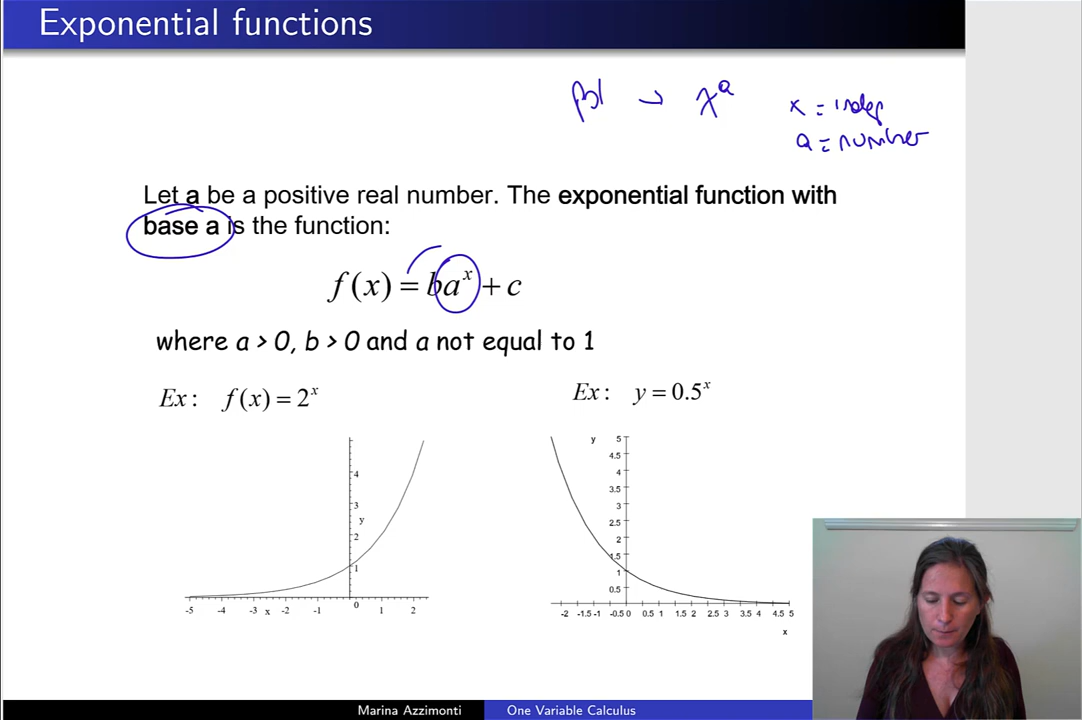 Exponential functions
pol → x^a
x = indep
a = number
Let a be a positive real number. The exponential function with
base a is the function:
f(x) = ba^x + c
where a > 0, b > 0 and a not equal to 1
Ex: f(x) = 2^x
Ex: y = 0.5^x
4
3
y
2
1
0
-5 -4 -3 x -2 -1 1 2
y 5
4.5
4
3.5
3
2.5
2
1.5
1
0.5
-2 -1.5 -1 -0.5 0 0.5 1 1.5 2 2.5 3 3.5 4 4.5 5
x
Marina Azzimonti One Variable Calculus